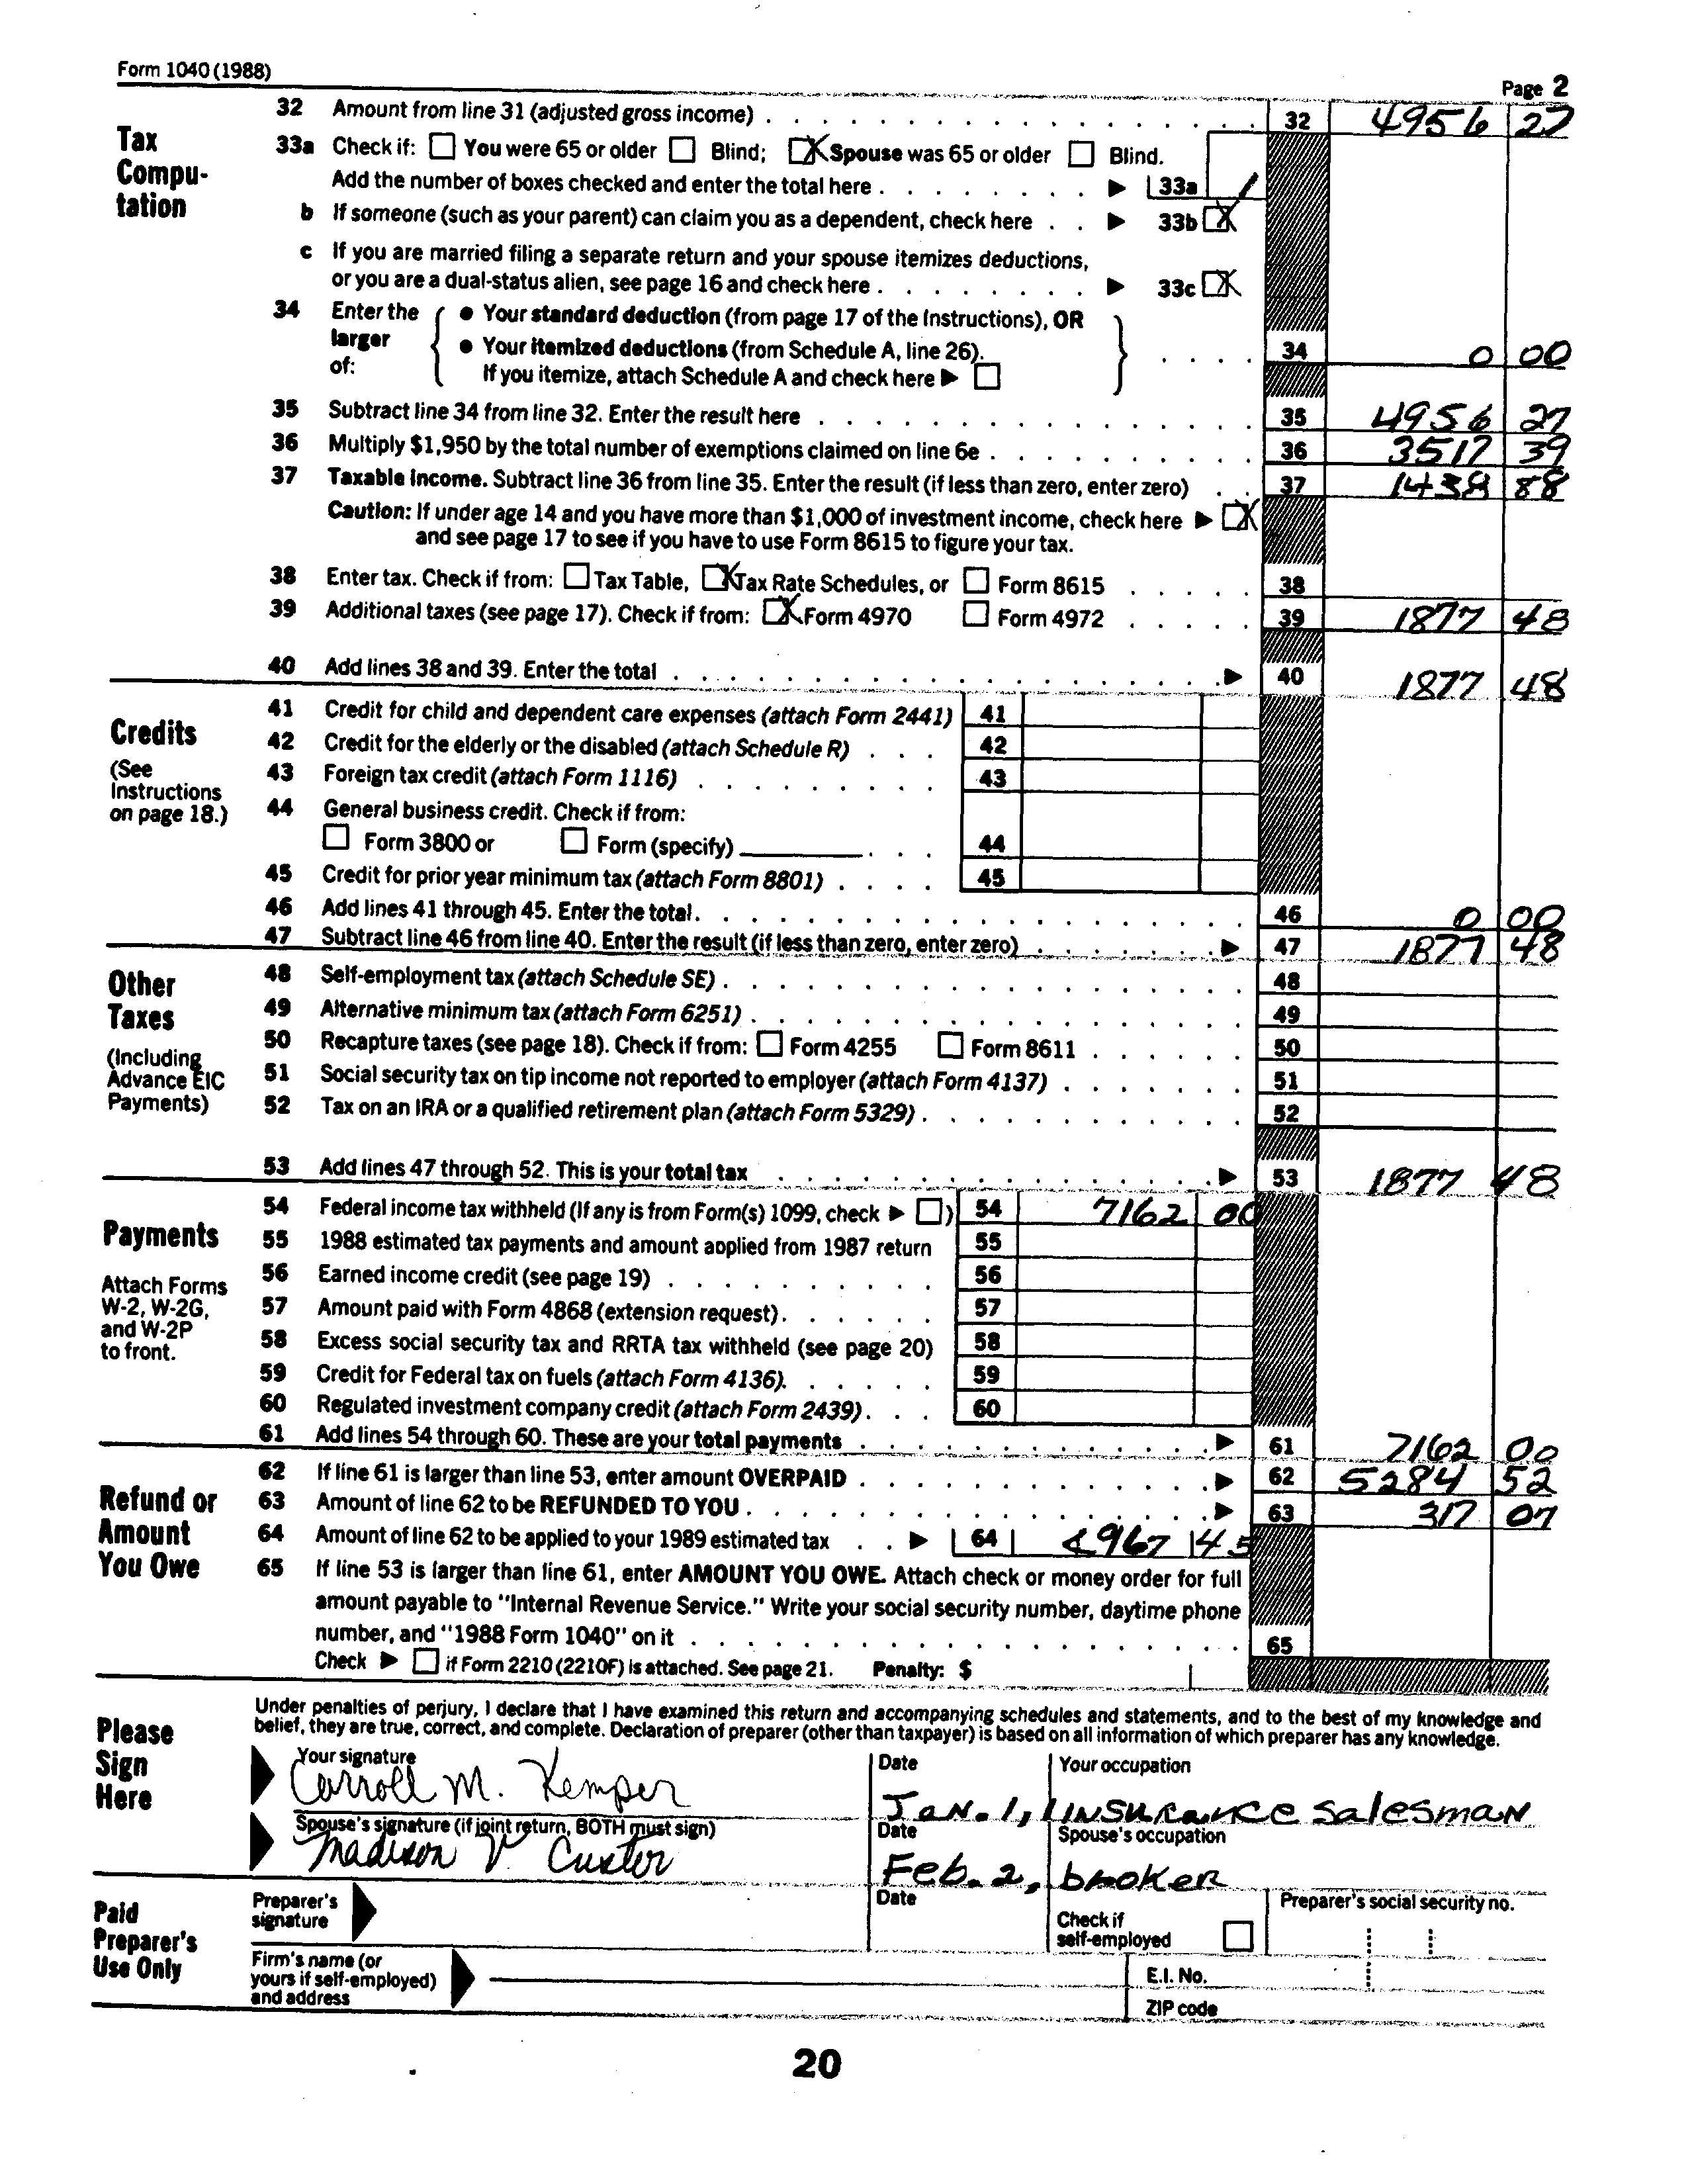 Form 1040 (1988) Page 2
Tax Computation
32 Amount from line 31 (adjusted gross income) 32 4956 27
33a Check if: You were 65 or older Blind; X Spouse was 65 or older Blind.
Add the number of boxes checked and enter the total here ▶ 33a 1
b If someone (such as your parent) can claim you as a dependent, check here ▶ 33b X
c If you are married filing a separate return and your spouse itemizes deductions,
or you are a dual-status alien, see page 16 and check here ▶ 33c X
34 Enter the larger of: ● Your standard deduction (from page 17 of the Instructions), OR
● Your itemized deductions (from Schedule A, line 26). 34 0 00
If you itemize, attach Schedule A and check here ▶
35 Subtract line 34 from line 32. Enter the result here 35 4956 27
36 Multiply $1,950 by the total number of exemptions claimed on line 6e 36 3517 39
37 Taxable income. Subtract line 36 from line 35. Enter the result (if less than zero, enter zero) 37 1438 88
Caution: If under age 14 and you have more than $1,000 of investment income, check here ▶ X
and see page 17 to see if you have to use Form 8615 to figure your tax.
38 Enter tax. Check if from: Tax Table, X Tax Rate Schedules, or Form 8615 38
39 Additional taxes (see page 17). Check if from: X Form 4970 Form 4972 39 1877 48
40 Add lines 38 and 39. Enter the total ▶ 40 1877 48
Credits
(See Instructions on page 18.)
41 Credit for child and dependent care expenses (attach Form 2441) 41
42 Credit for the elderly or the disabled (attach Schedule R) 42
43 Foreign tax credit (attach Form 1116) 43
44 General business credit. Check if from:
Form 3800 or Form (specify) 44
45 Credit for prior year minimum tax (attach Form 8801) 45
46 Add lines 41 through 45. Enter the total. 46 0 00
47 Subtract line 46 from line 40. Enter the result (if less than zero, enter zero) ▶ 47 1877 48
Other Taxes
(Including Advance EIC Payments)
48 Self-employment tax (attach Schedule SE) 48
49 Alternative minimum tax (attach Form 6251) 49
50 Recapture taxes (see page 18). Check if from: Form 4255 Form 8611 50
51 Social security tax on tip income not reported to employer (attach Form 4137) 51
52 Tax on an IRA or a qualified retirement plan (attach Form 5329) 52
53 Add lines 47 through 52. This is your total tax ▶ 53 1877 48
Payments
Attach Forms W-2, W-2G, and W-2P to front.
54 Federal income tax withheld (If any is from Form(s) 1099, check ▶ ) 54 7162 00
55 1988 estimated tax payments and amount applied from 1987 return 55
56 Earned income credit (see page 19) 56
57 Amount paid with Form 4868 (extension request) 57
58 Excess social security tax and RRTA tax withheld (see page 20) 58
59 Credit for Federal tax on fuels (attach Form 4136). 59
60 Regulated investment company credit (attach Form 2439) 60
61 Add lines 54 through 60. These are your total payments ▶ 61 7162 00
Refund or Amount You Owe
62 If line 61 is larger than line 53, enter amount OVERPAID ▶ 62 5284 52
63 Amount of line 62 to be REFUNDED TO YOU ▶ 63 317 07
64 Amount of line 62 to be applied to your 1989 estimated tax ▶ 64 4967 45
65 If line 53 is larger than line 61, enter AMOUNT YOU OWE. Attach check or money order for full
amount payable to "Internal Revenue Service." Write your social security number, daytime phone
number, and "1988 Form 1040" on it 65
Check ▶ if Form 2210 (2210F) is attached. See page 21. Penalty: $
Please Sign Here
Under penalties of perjury, I declare that I have examined this return and accompanying schedules and statements, and to the best of my knowledge and
belief, they are true, correct, and complete. Declaration of preparer (other than taxpayer) is based on all information of which preparer has any knowledge.
Your signature Date Your occupation
Carroll M. Kemper Jan. 1, insurance salesman
Spouse's signature (if joint return, BOTH must sign) Date Spouse's occupation
Madison V. Custer Feb. 2, broker
Paid Preparer's Use Only
Preparer's signature Date Check if self-employed Preparer's social security no.
Firm's name (or yours if self-employed) and address E.I. No.
ZIP code
20